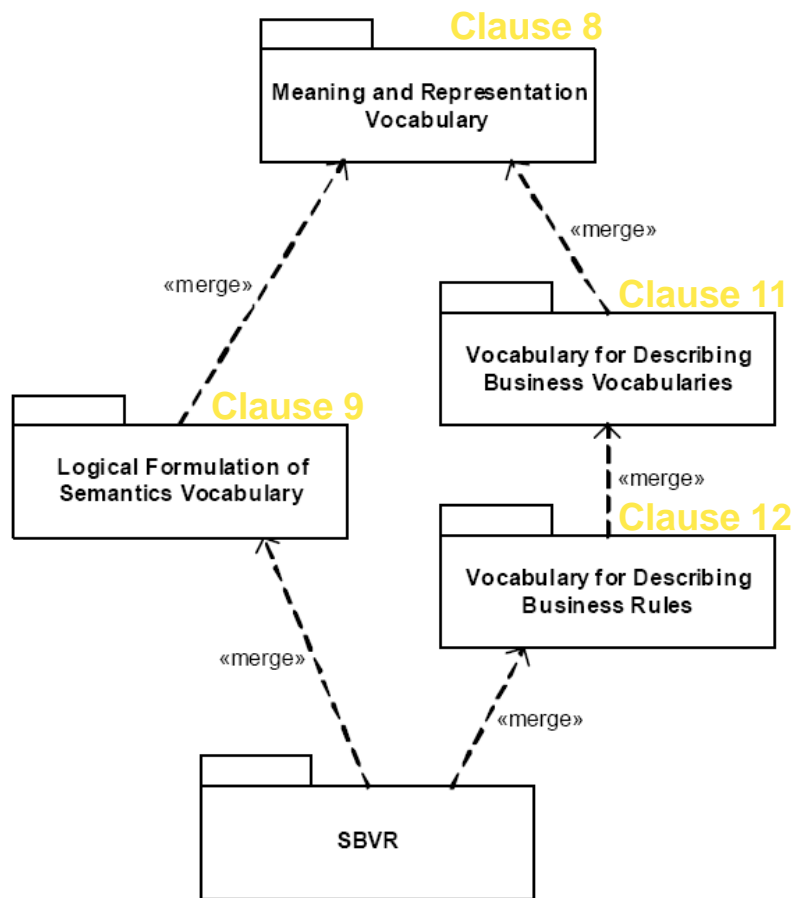 Clause 8
Meaning and Representation
Vocabulary
«merge»
«merge»
Clause 11
Vocabulary for Describing
Business Vocabularies
Clause 9
Logical Formulation of
Semantics Vocabulary
«merge»
Clause 12
Vocabulary for Describing
Business Rules
«merge»
«merge»
SBVR